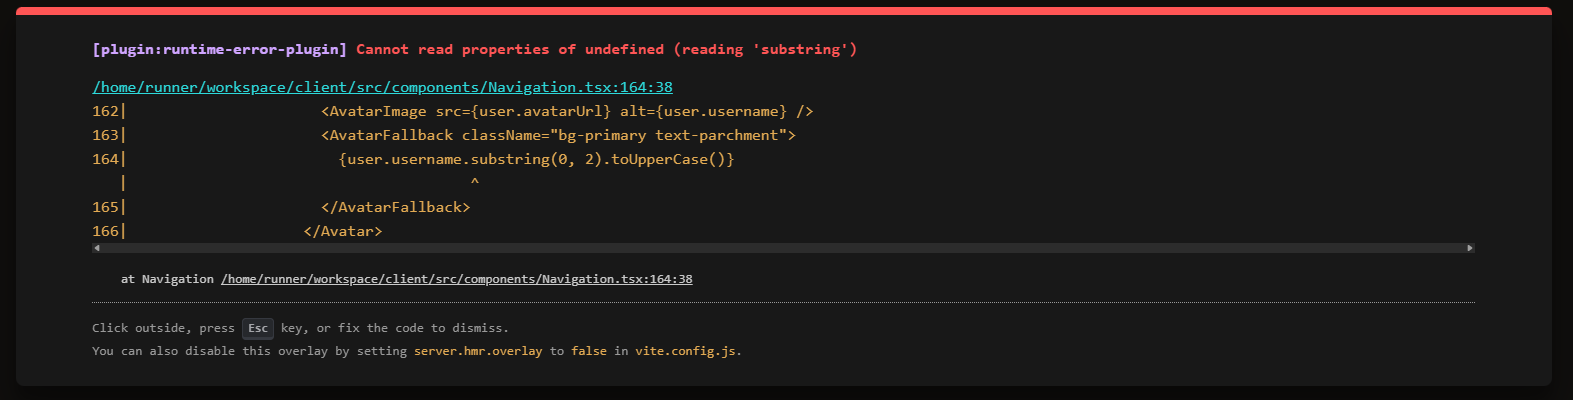 [plugin:runtime-error-plugin] Cannot read properties of undefined (reading 'substring')
/home/runner/workspace/client/src/components/Navigation.tsx:164:38
162|                      <AvatarImage src={user.avatarUrl} alt={user.username} />
163|                      <AvatarFallback className="bg-primary text-parchment">
164|                        {user.username.substring(0, 2).toUpperCase()}
   |                                       ^
165|                      </AvatarFallback>
166|                    </Avatar>
at Navigation /home/runner/workspace/client/src/components/Navigation.tsx:164:38
Click outside, press Esc key, or fix the code to dismiss.
You can also disable this overlay by setting server.hmr.overlay to false in vite.config.js.